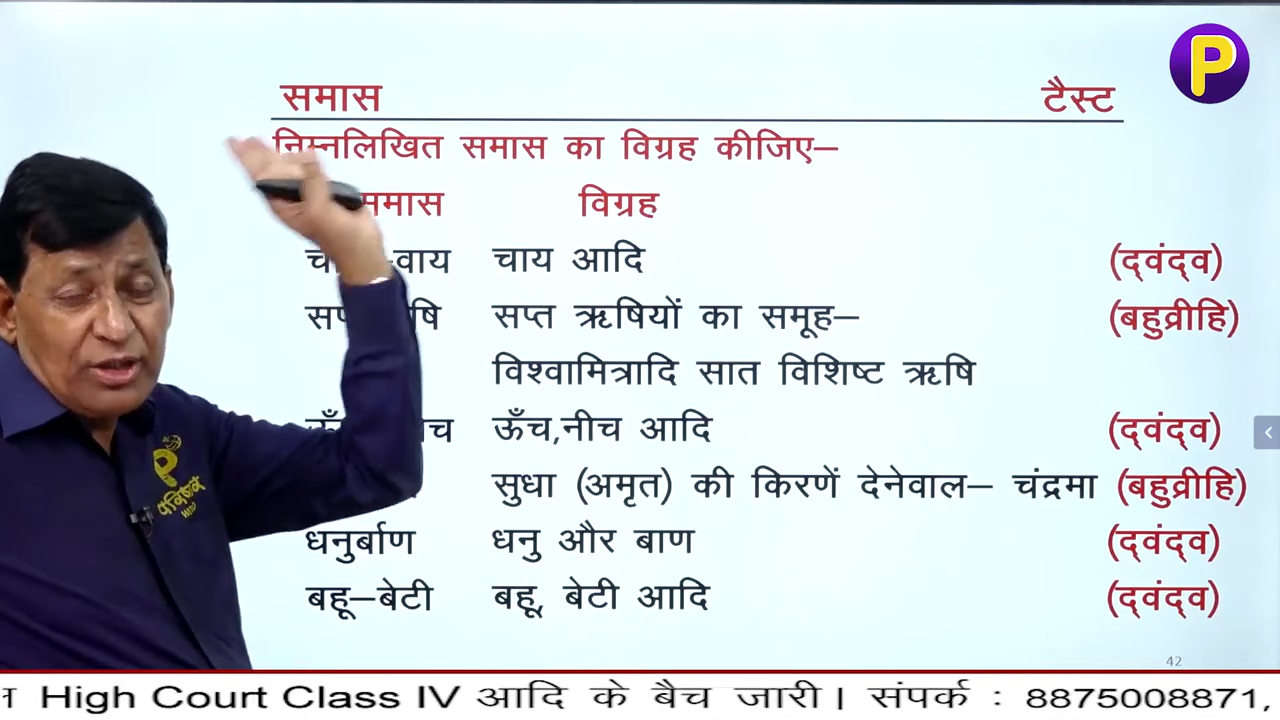 P
समास टैस्ट
निम्नलिखित समास का विग्रह कीजिए–
समास विग्रह
चाय आदि (द्वंद्व)
सप्त ऋषियों का समूह– (बहुव्रीहि)
विश्वामित्रादि सात विशिष्ट ऋषि
ऊँच,नीच आदि (द्वंद्व)
सुधा (अमृत) की किरणें देनेवाल– चंद्रमा (बहुव्रीहि)
धनुर्बाण धनु और बाण (द्वंद्व)
बहू–बेटी बहू, बेटी आदि (द्वंद्व)
42
High Court Class IV आदि के बैच जारी। संपर्क : 8875008871,